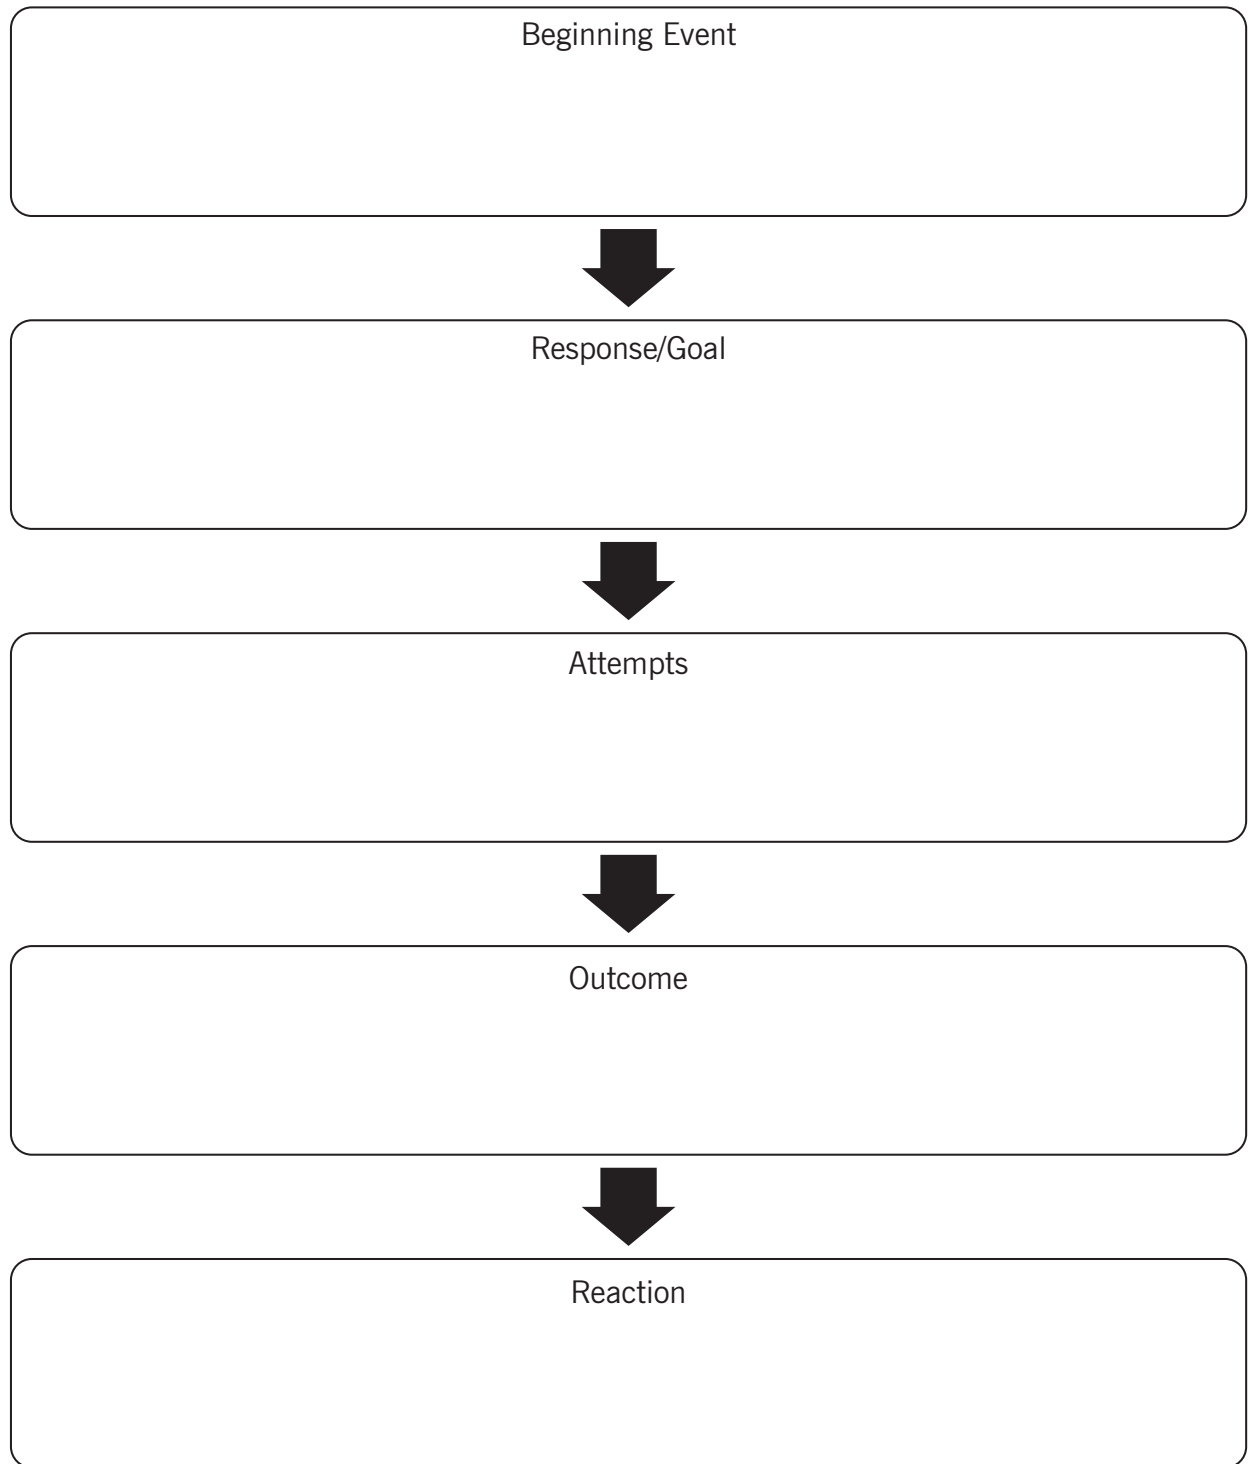 Beginning Event
Response/Goal
Attempts
Outcome
Reaction